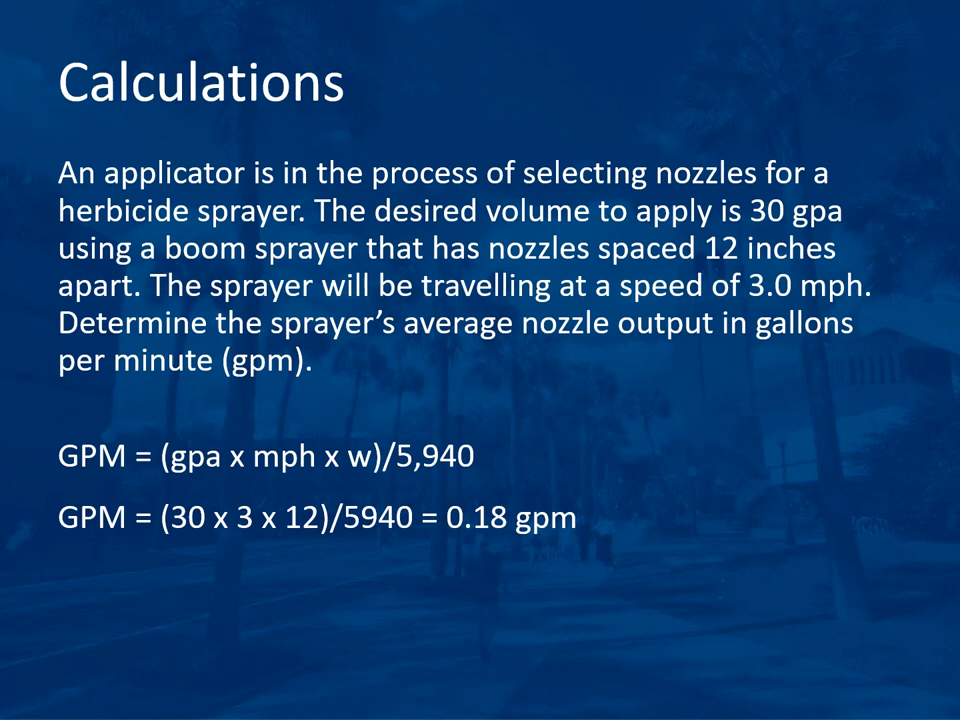 Calculations
An applicator is in the process of selecting nozzles for a
herbicide sprayer. The desired volume to apply is 30 gpa
using a boom sprayer that has nozzles spaced 12 inches
apart. The sprayer will be travelling at a speed of 3.0 mph.
Determine the sprayer’s average nozzle output in gallons
per minute (gpm).
GPM = (gpa x mph x w)/5,940
GPM = (30 x 3 x 12)/5940 = 0.18 gpm